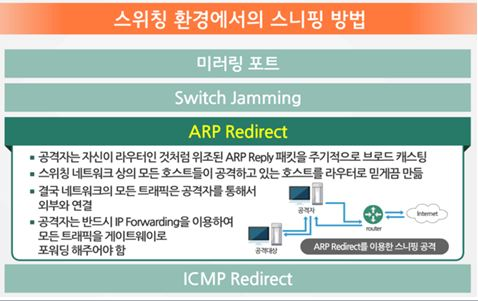 스위칭 환경에서의 스니핑 방법
미러링 포트
Switch Jamming
ARP Redirect
▪ 공격자는 자신이 라우터인 것처럼 위조된 ARP Reply 패킷을 주기적으로 브로드 캐스팅
▪ 스위칭 네트워크 상의 모든 호스트들이 공격하고 있는 호스트를 라우터로 믿게끔 만듦
▪ 결국 네트워크의 모든 트래픽은 공격자를 통해서
외부와 연결
▪ 공격자는 반드시 IP Forwarding을 이용하여
모든 트래픽을 게이트웨이로
포워딩 해주어야 함
공격자
Internet
router
공격대상
ARP Redirect를 이용한 스니핑 공격
ICMP Redirect